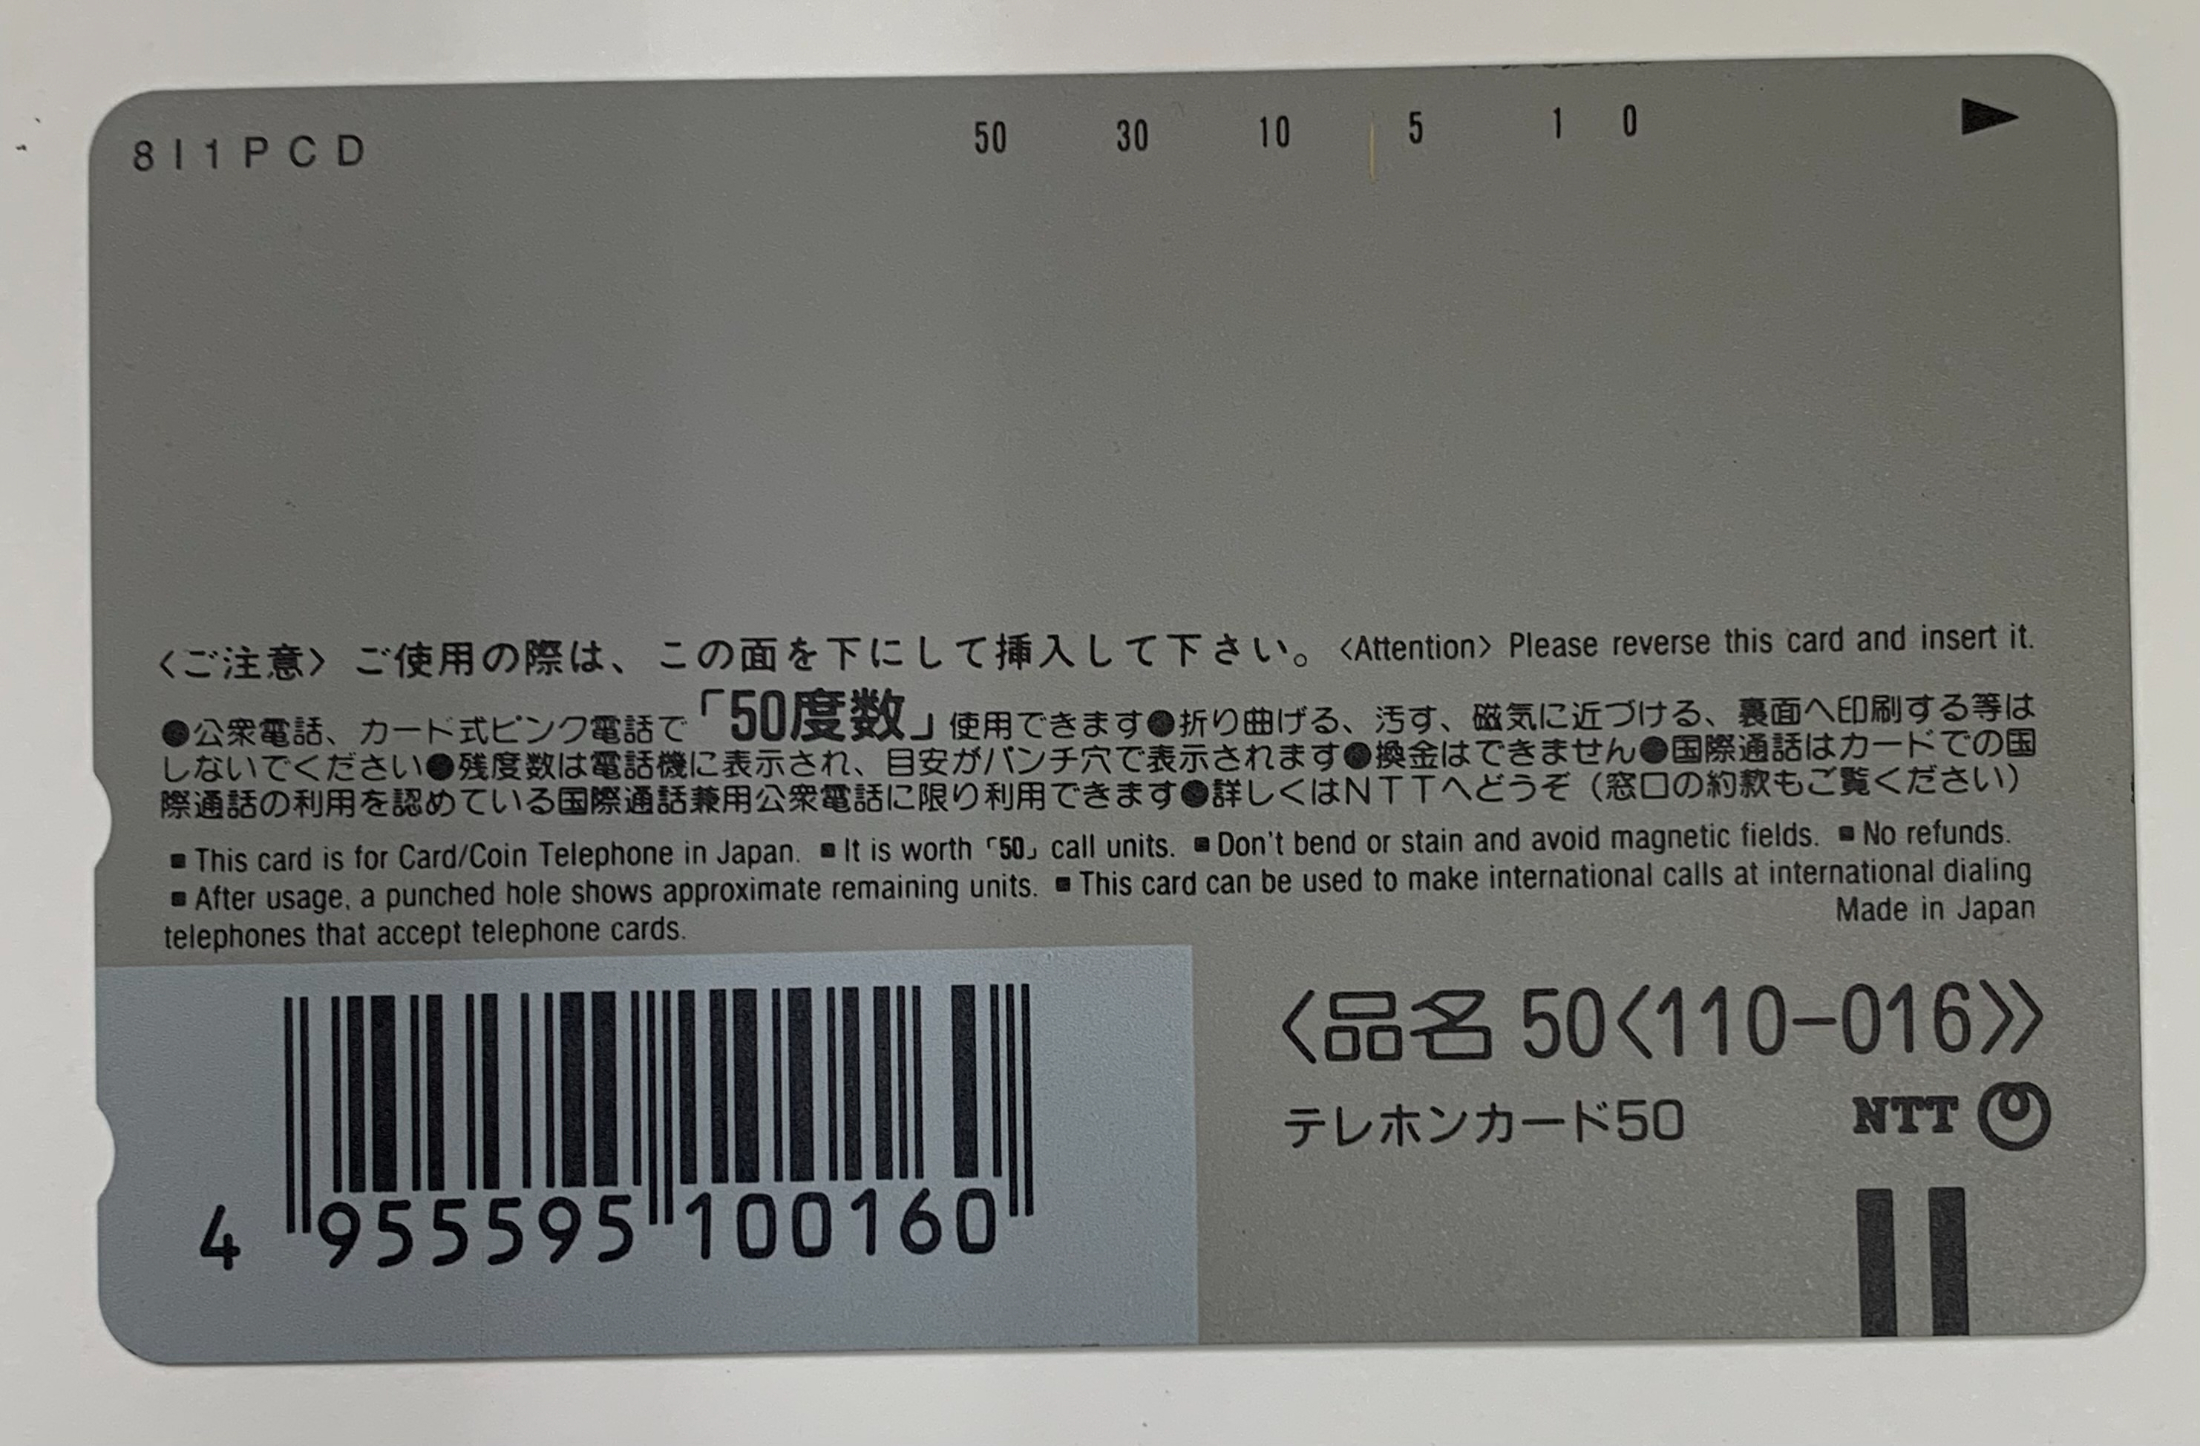 8I1PCD 50 30 10 5 1 0 ▶
〈ご注意〉ご使用の際は、この面を下にして挿入して下さい。〈Attention〉Please reverse this card and insert it.
●公衆電話、カード式ピンク電話で「50度数」使用できます●折り曲げる、汚す、磁気に近づける、裏面へ印刷する等は
しないでください●残度数は電話機に表示され、目安がパンチ穴で表示されます●換金はできません●国際通話はカードでの国
際通話の利用を認めている国際通話兼用公衆電話に限り利用できます●詳しくはNTTへどうぞ（窓口の約款もご覧ください）
■This card is for Card/Coin Telephone in Japan. ■It is worth「50」call units. ■Don't bend or stain and avoid magnetic fields. ■No refunds.
■After usage, a punched hole shows approximate remaining units. ■This card can be used to make international calls at international dialing
telephones that accept telephone cards.
Made in Japan
〈品名 50〈110-016〉〉
テレホンカード50
NTT
4 955595 100160